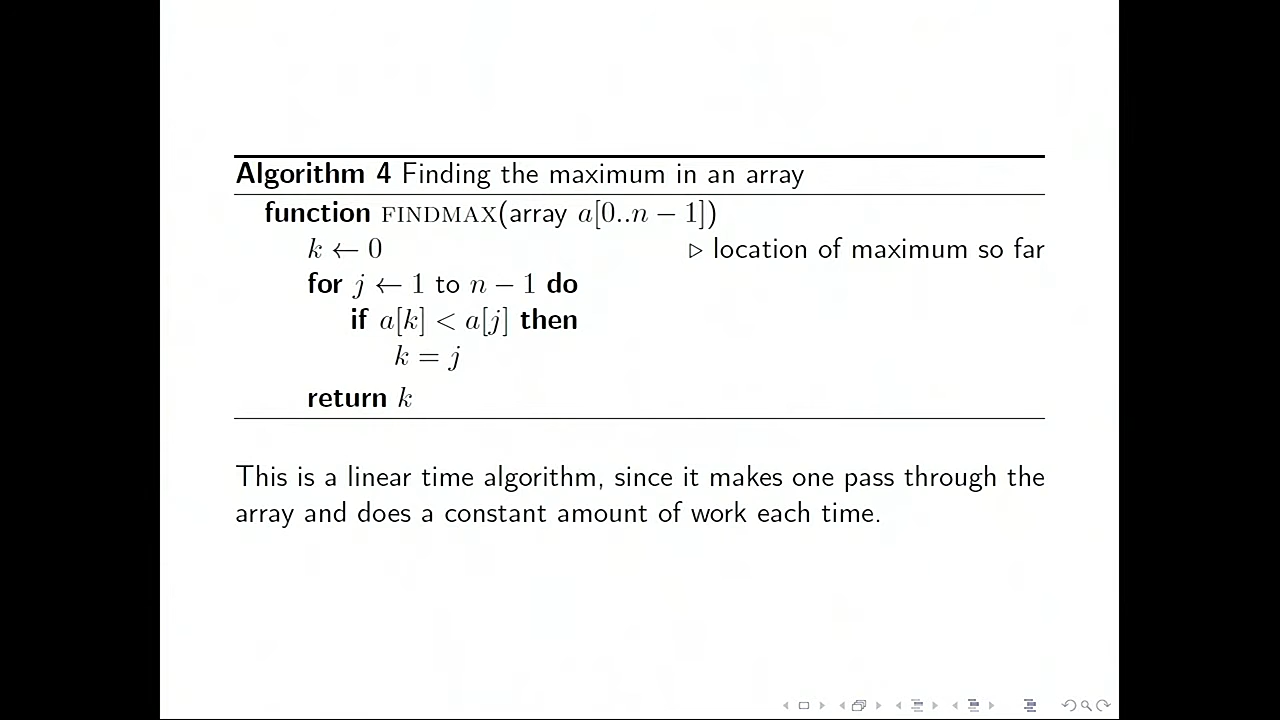 Algorithm 4 Finding the maximum in an array
function FINDMAX(array a[0..n − 1])
k ← 0 ▷ location of maximum so far
for j ← 1 to n − 1 do
if a[k] < a[j] then
k = j
return k
This is a linear time algorithm, since it makes one pass through the
array and does a constant amount of work each time.